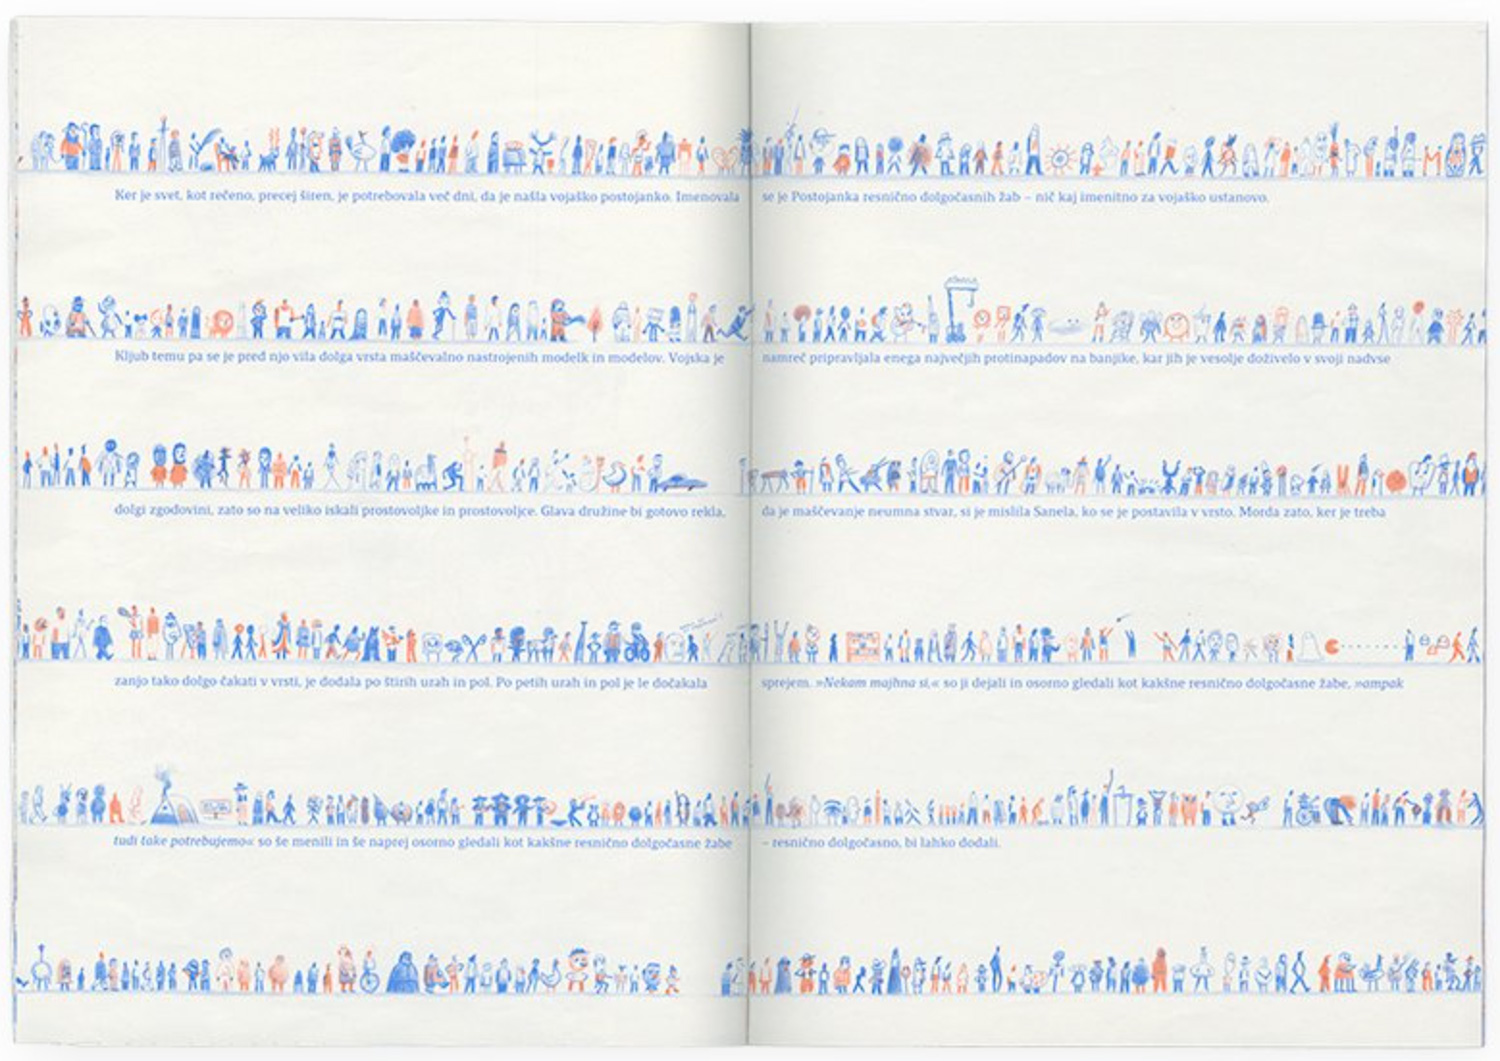 Ker je svet, kot rečeno, precej širen, je potrebovala več dni, da je našla vojaško postojanko. Imenovala se je Postojanka resnično dolgočasnih žab – nič kaj imenitno za vojaško ustanovo.
Kljub temu pa se je pred njo vila dolga vrsta maščevalno nastrojenih modelk in modelov. Vojska je namreč pripravljala enega največjih protinapadov na banjike, kar jih je vesolje doživelo v svoji nadvse
dolgi zgodovini, zato so na veliko iskali prostovoljke in prostovoljce. Glava družine bi gotovo rekla, da je maščevanje neumna stvar, si je mislila Sanela, ko se je postavila v vrsto. Morda zato, ker je treba
zanjo tako dolgo čakati v vrsti, je dodala po štirih urah in pol. Po petih urah in pol je le dočakala sprejem. »Nekam majhna si,« so ji dejali in osorno gledali kot kakšne resnično dolgočasne žabe, »ampak
tudi take potrebujemo« so še menili in še naprej osorno gledali kot kakšne resnično dolgočasne žabe – resnično dolgočasno, bi lahko dodali.